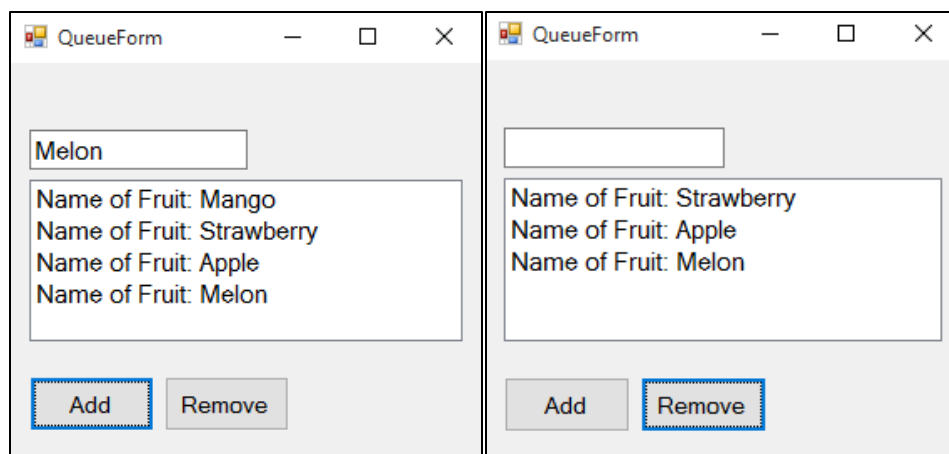 QueueForm
Melon
Name of Fruit: Mango
Name of Fruit: Strawberry
Name of Fruit: Apple
Name of Fruit: Melon
Add Remove
QueueForm
Name of Fruit: Strawberry
Name of Fruit: Apple
Name of Fruit: Melon
Add Remove